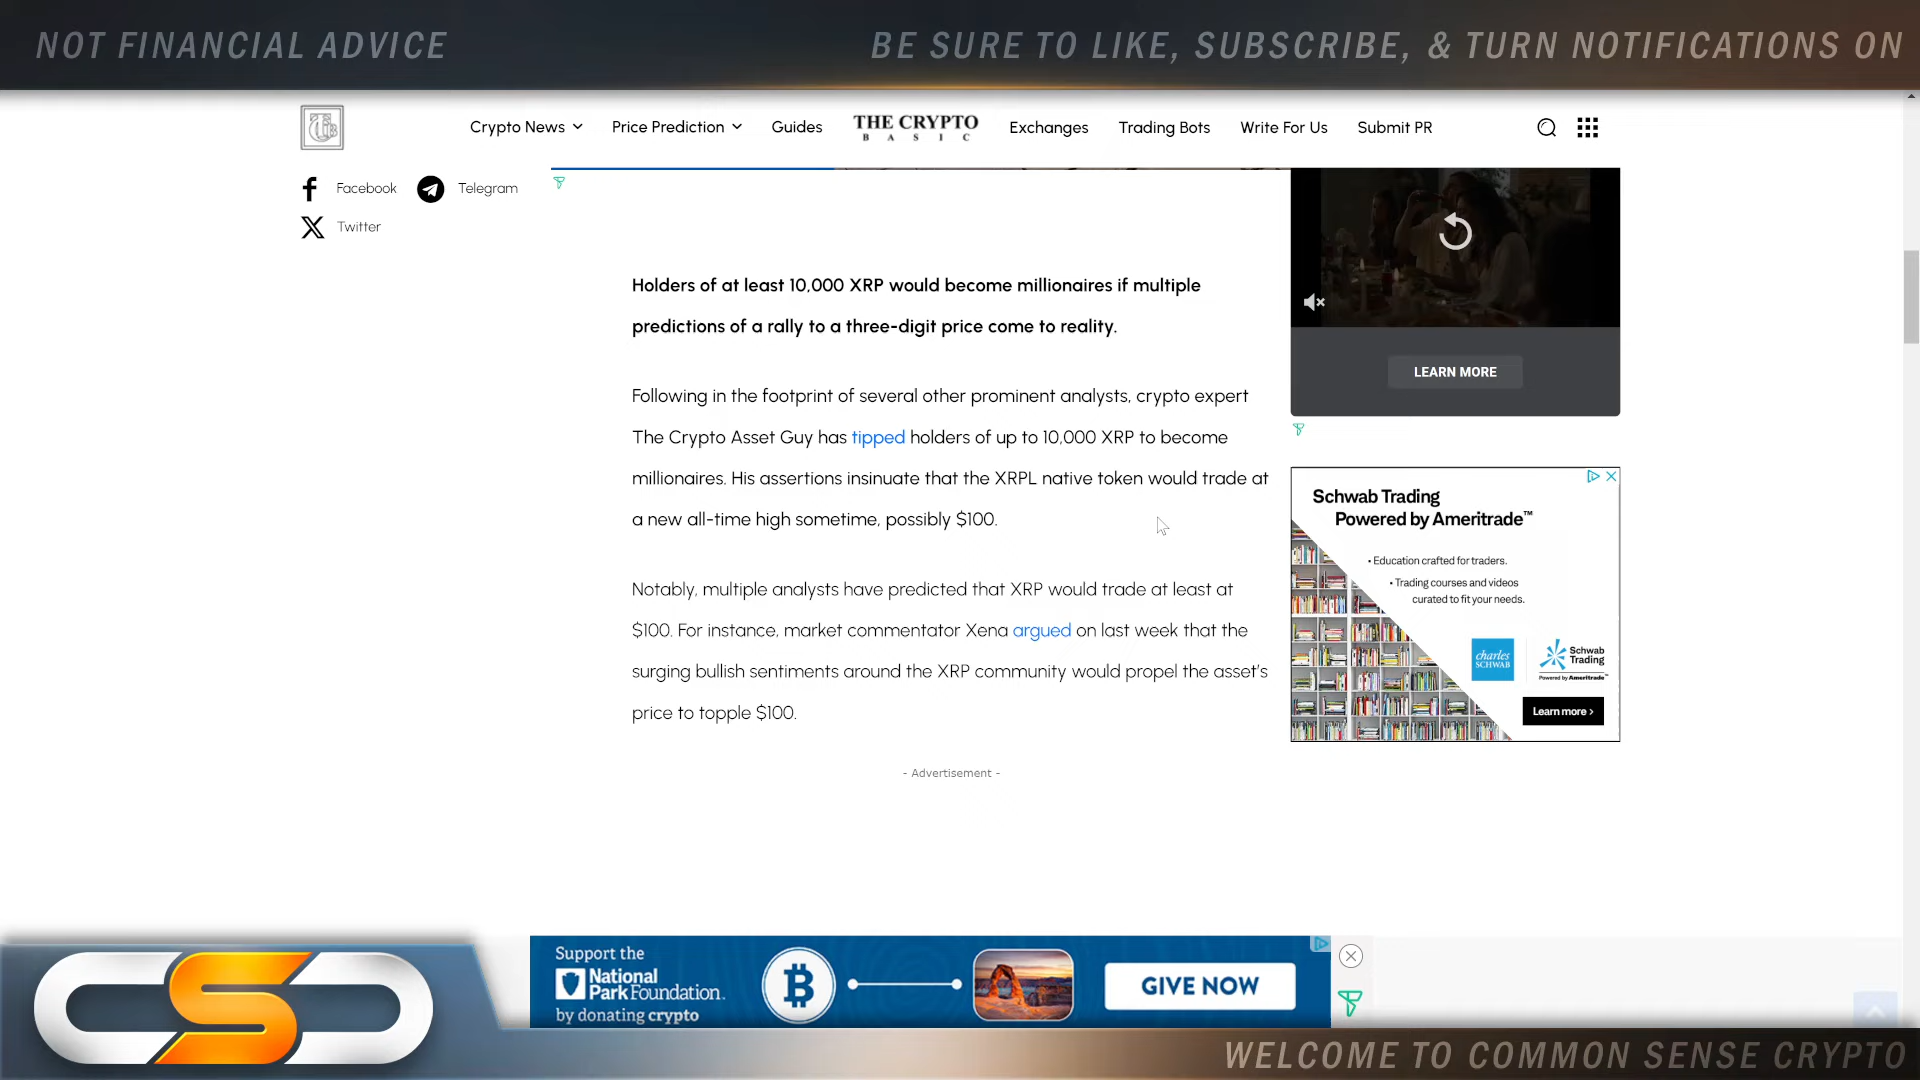 NOT FINANCIAL ADVICE
BE SURE TO LIKE, SUBSCRIBE, & TURN NOTIFICATIONS ON
Crypto News
Price Prediction
Guides
THE CRYPTO
BASIC
Exchanges
Trading Bots
Write For Us
Submit PR
Facebook
Telegram
Twitter
Holders of at least 10,000 XRP would become millionaires if multiple
predictions of a rally to a three-digit price come to reality.
Following in the footprint of several other prominent analysts, crypto expert
The Crypto Asset Guy has tipped holders of up to 10,000 XRP to become
millionaires. His assertions insinuate that the XRPL native token would trade at
a new all-time high sometime, possibly $100.
Notably, multiple analysts have predicted that XRP would trade at least at
$100. For instance, market commentator Xena argued on last week that the
surging bullish sentiments around the XRP community would propel the asset's
price to topple $100.
- Advertisement -
LEARN MORE
Schwab Trading
Powered by Ameritrade™
• Education crafted for traders.
• Trading courses and videos
curated to fit your needs.
charles
SCHWAB
Schwab
Trading
Powered by Ameritrade™
Learn more ›
Support the
National
Park Foundation.
by donating crypto
GIVE NOW
CSC
WELCOME TO COMMON SENSE CRYPTO